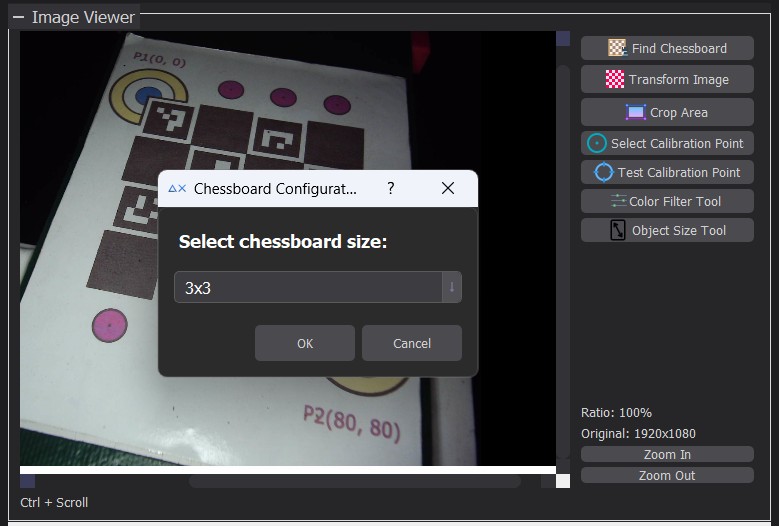 Image Viewer
P1(0, 0)
Find Chessboard
Transform Image
Crop Area
Select Calibration Point
Test Calibration Point
Color Filter Tool
Object Size Tool
Chessboard Configurat...
?
Select chessboard size:
3x3
OK
Cancel
P2(80, 80)
Ratio: 100%
Original: 1920x1080
Zoom In
Zoom Out
Ctrl + Scroll